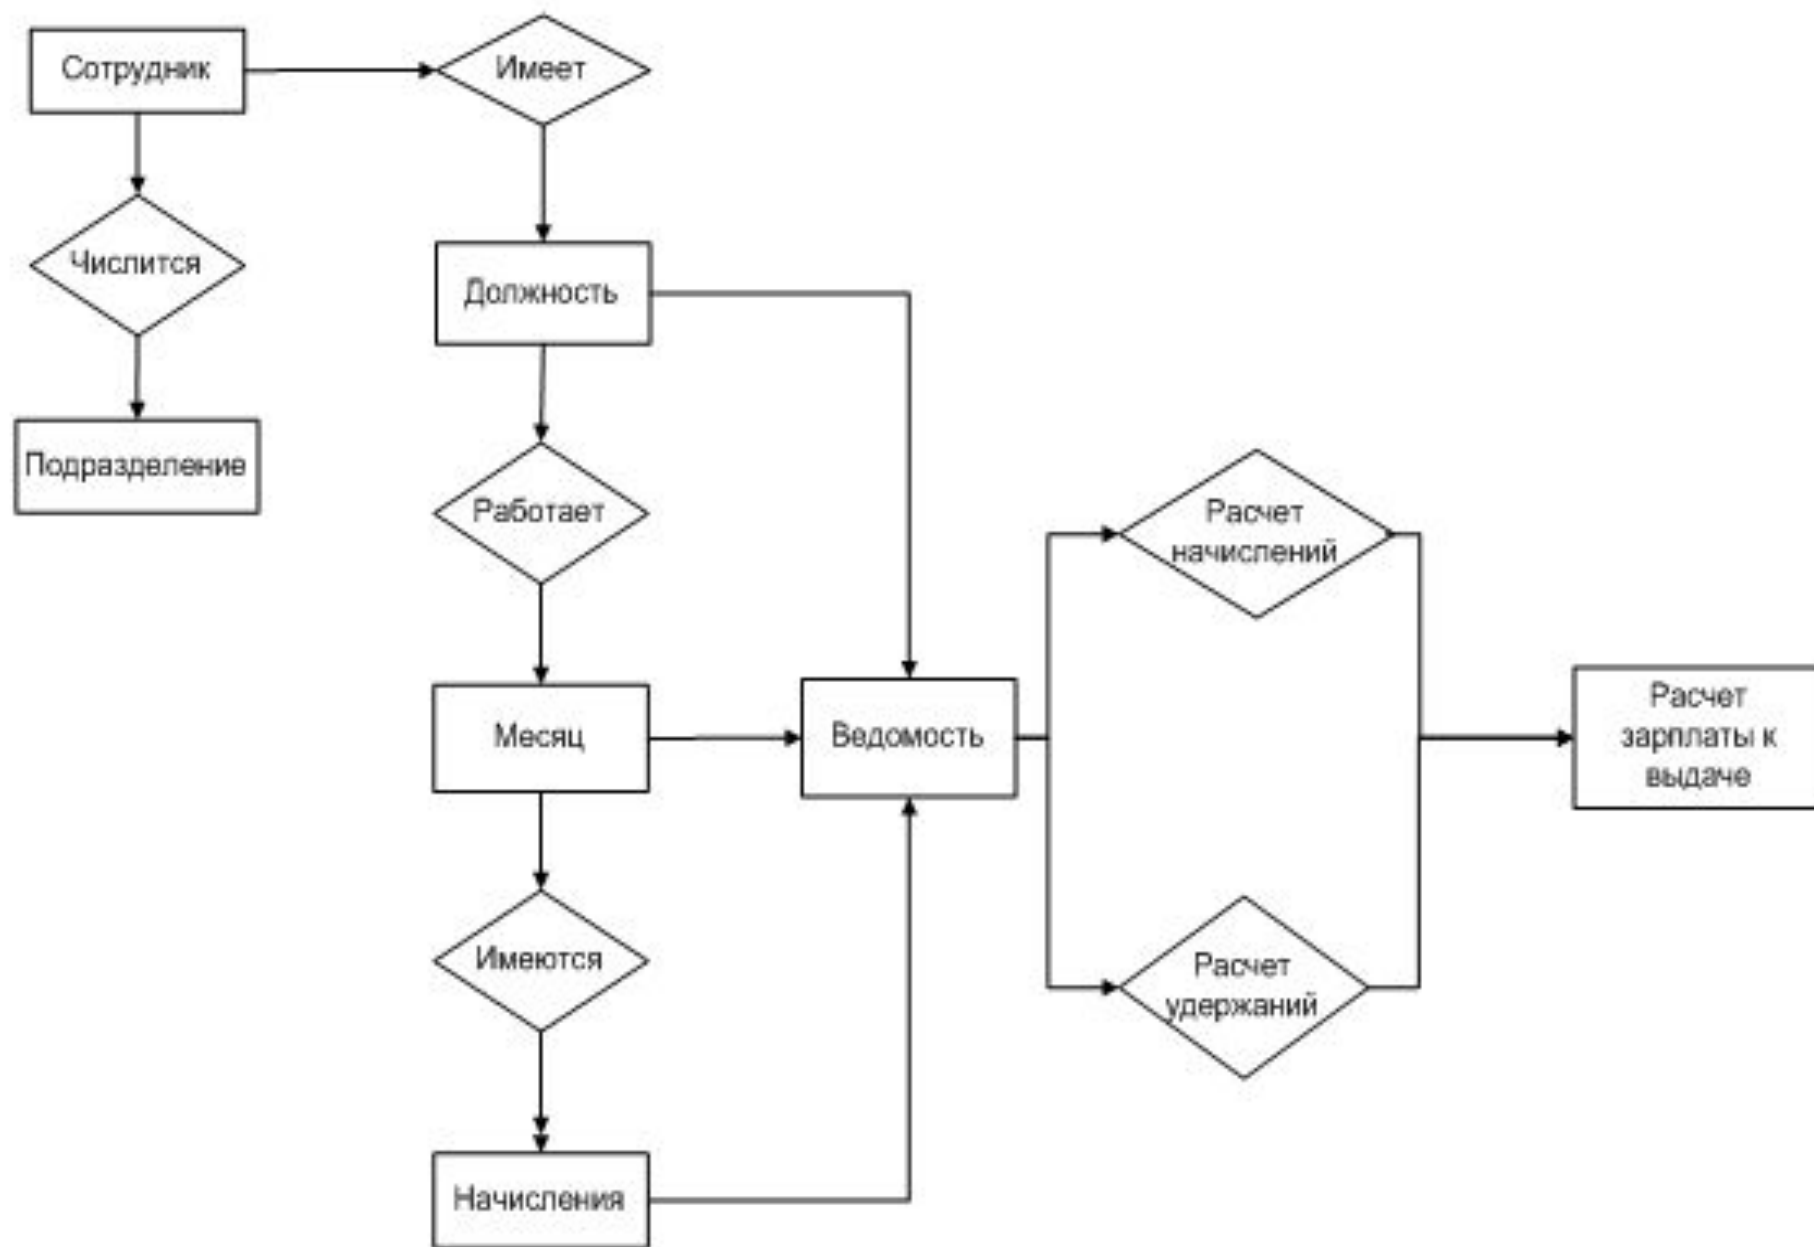 Сотрудник
Имеет
Числится
Должность
Подразделение
Работает
Расчет
начислений
Месяц
Ведомость
Расчет
зарплаты к
выдаче
Имеются
Расчет
удержаний
Начисления